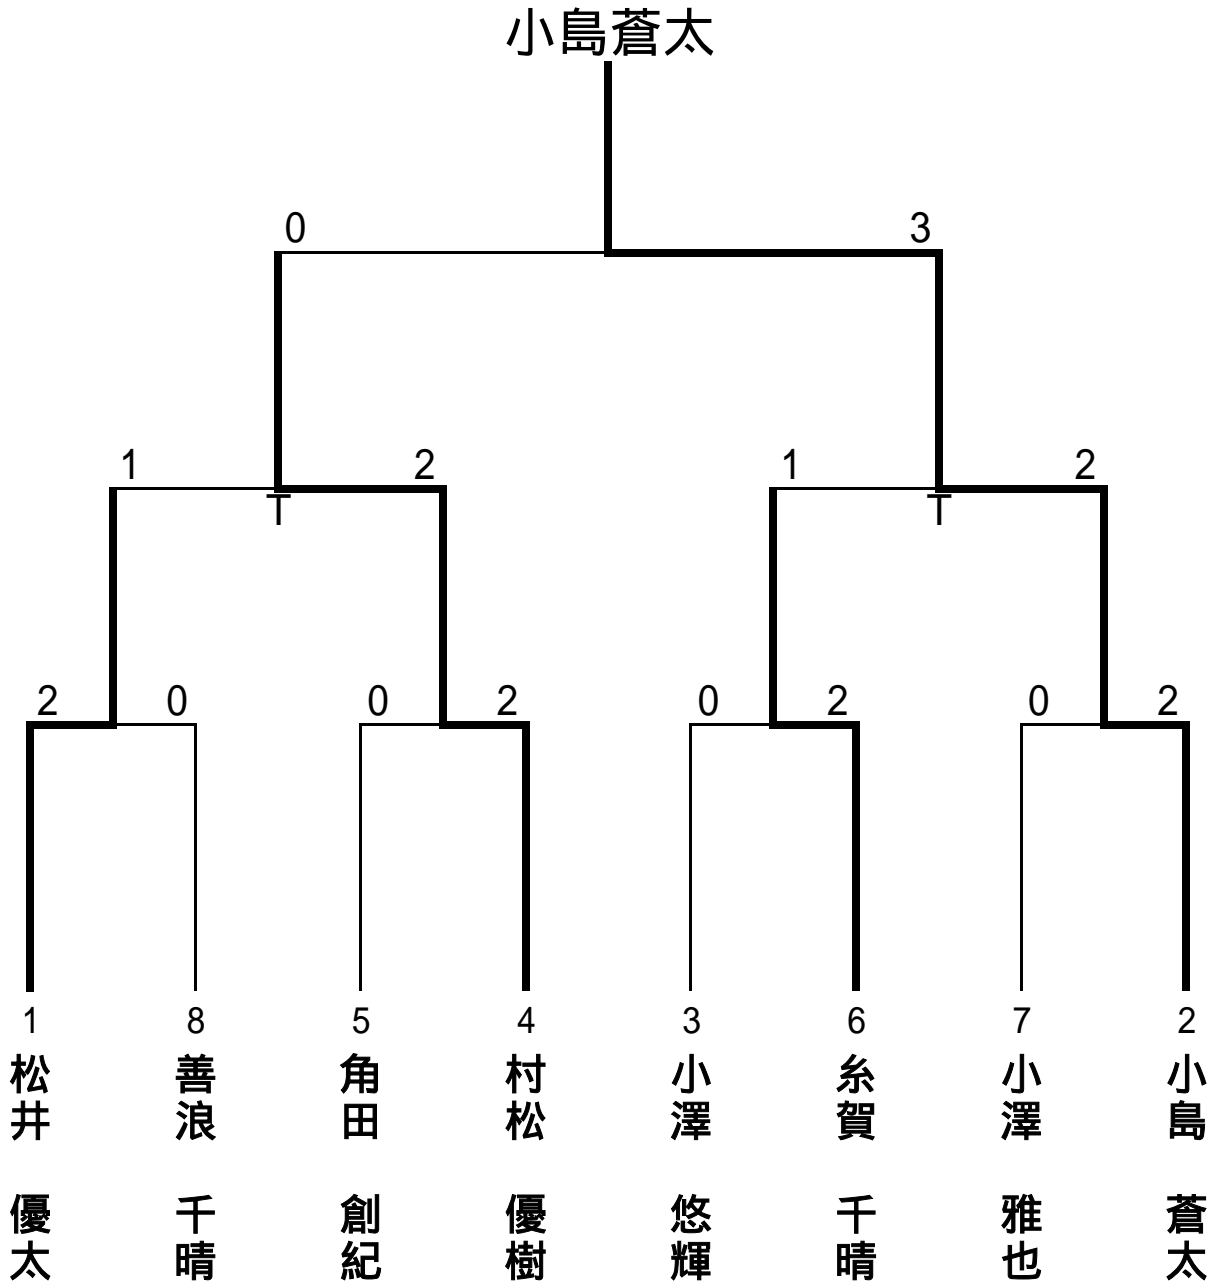 小島蒼太
0 3
1 2 1 2
T T
2 0 0 2 0 2 0 2
1 8 5 4 3 6 7 2
松井 優太
善浪 千晴
角田 創紀
村松 優樹
小澤 悠輝
糸賀 千晴
小澤 雅也
小島 蒼太